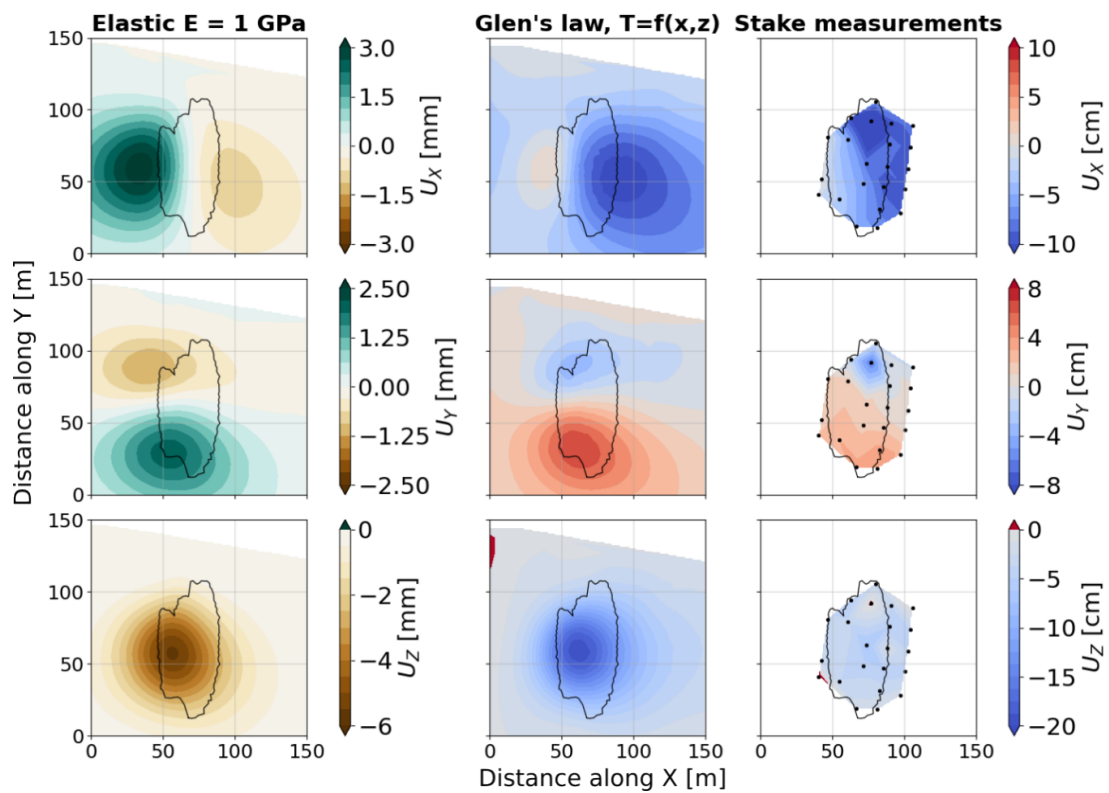 Elastic E = 1 GPa
Glen's law, T=f(x,z)
Stake measurements
150
100
50
0
3.0
1.5
0.0
−1.5
−3.0
U_X [mm]
10
5
0
−5
−10
U_X [cm]
Distance along Y [m]
150
100
50
0
2.50
1.25
0.00
−1.25
−2.50
U_Y [mm]
8
4
0
−4
−8
U_Y [cm]
150
100
50
0
0
−2
−4
−6
U_Z [mm]
0
−5
−10
−15
−20
U_Z [cm]
0 50 100 150
0 50 100 150
0 50 100 150
Distance along X [m]